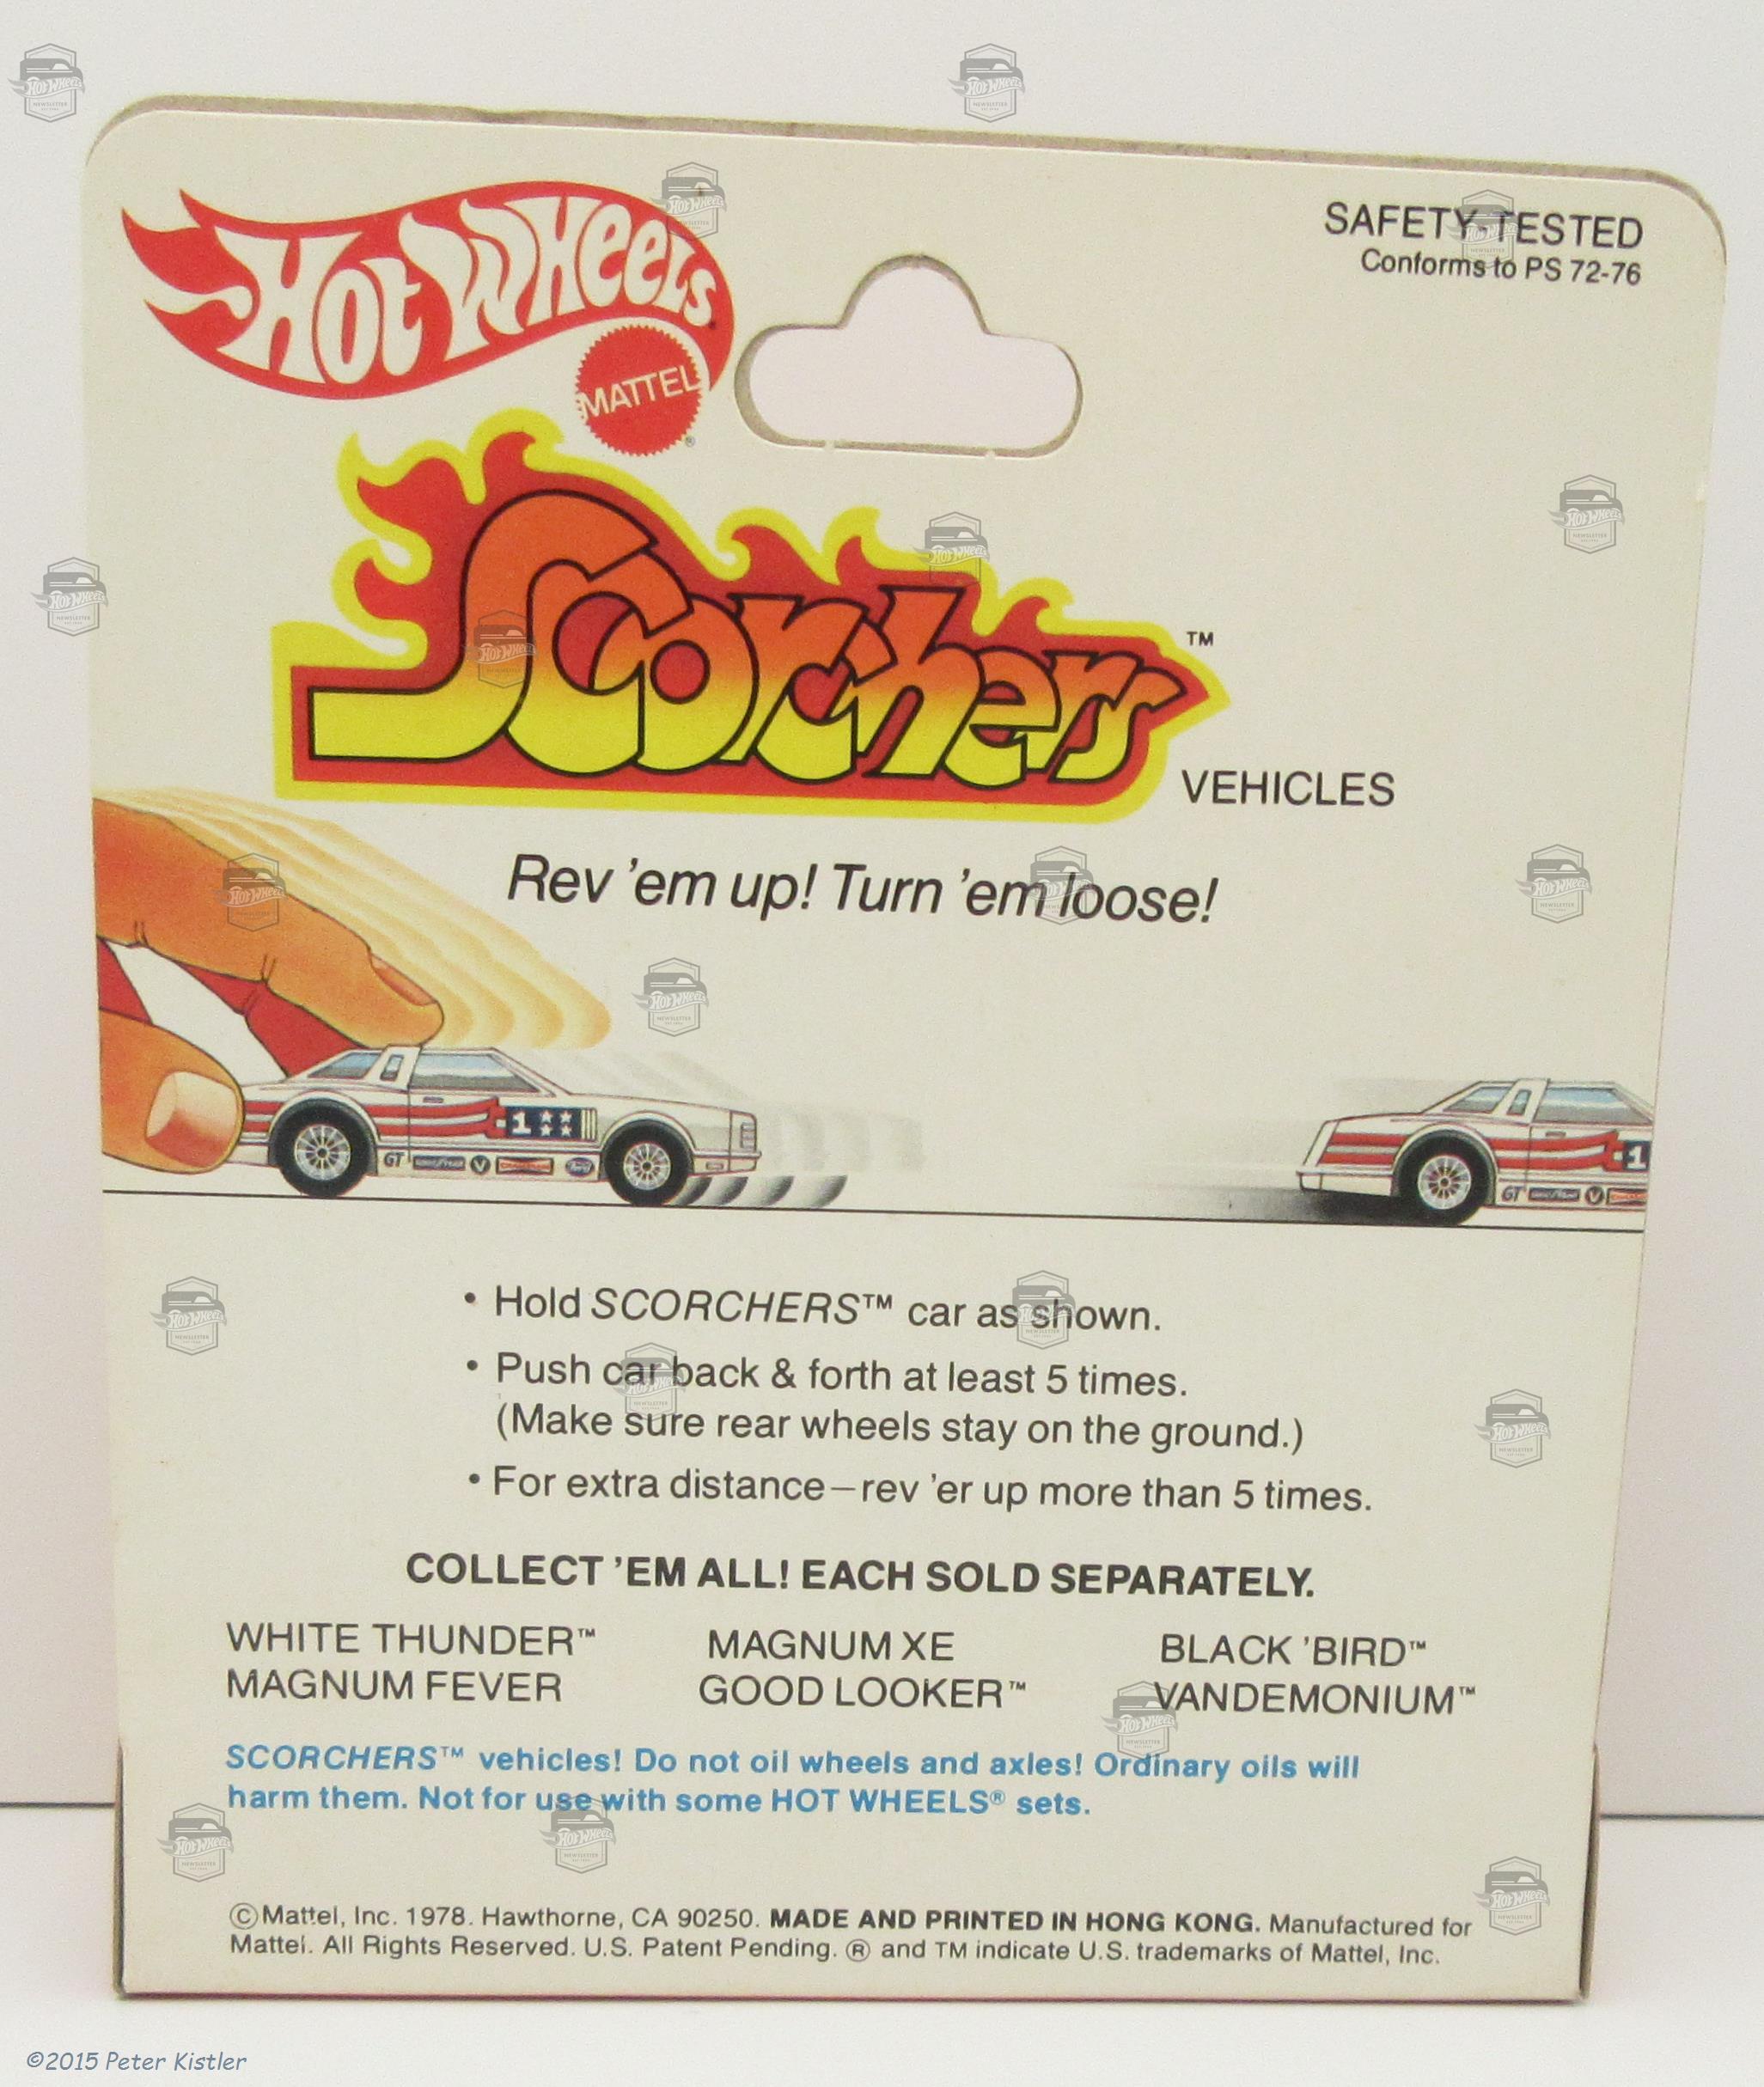 HOT WHEELS
MATTEL
®
SAFETY-TESTED
Conforms to PS 72-76
Scorchers™
VEHICLES
Rev 'em up! Turn 'em loose!
1
GT
V
1
GT
V
• Hold SCORCHERS™ car as shown.
• Push car back & forth at least 5 times.
(Make sure rear wheels stay on the ground.)
• For extra distance–rev 'er up more than 5 times.
COLLECT 'EM ALL! EACH SOLD SEPARATELY.
WHITE THUNDER™ MAGNUM XE BLACK 'BIRD™
MAGNUM FEVER GOOD LOOKER™ VANDEMONIUM™
SCORCHERS™ vehicles! Do not oil wheels and axles! Ordinary oils will
harm them. Not for use with some HOT WHEELS® sets.
©Mattel, Inc. 1978. Hawthorne, CA 90250. MADE AND PRINTED IN HONG KONG. Manufactured for
Mattel. All Rights Reserved. U.S. Patent Pending. ® and TM indicate U.S. trademarks of Mattel, Inc.
©2015 Peter Kistler